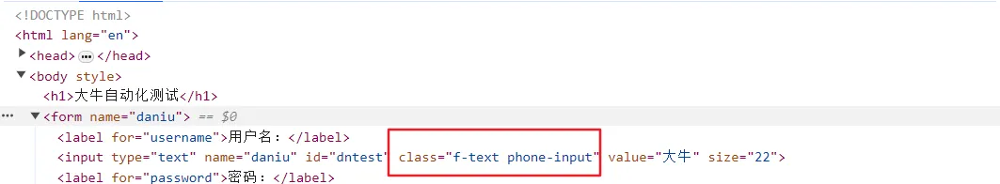 <!DOCTYPE html>
<html lang="en">
<head>…</head>
<body style>
<h1>大牛自动化测试</h1>
<form name="daniu"> == $0
<label for="username">用户名：</label>
<input type="text" name="daniu" id="dntest" class="f-text phone-input" value="大牛" size="22">
<label for="password">密码：</label>